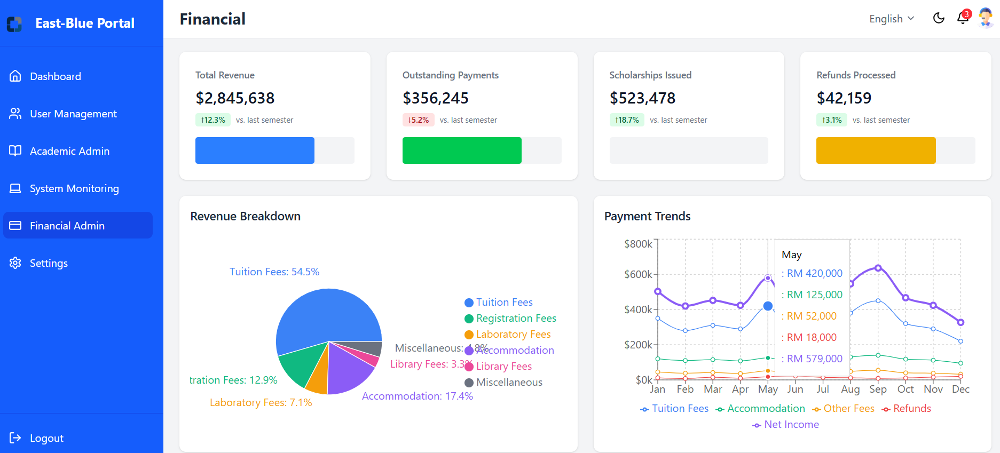 East-Blue Portal
Financial
English
3
Dashboard
User Management
Academic Admin
System Monitoring
Financial Admin
Settings
Logout
Total Revenue
$2,845,638
↑12.3% vs. last semester
Outstanding Payments
$356,245
↓5.2% vs. last semester
Scholarships Issued
$523,478
↑18.7% vs. last semester
Refunds Processed
$42,159
↑3.1% vs. last semester
Revenue Breakdown
Tuition Fees: 54.5%
Miscellaneous: 4.8%
Library Fees: 3.3%
tration Fees: 12.9%
Accommodation: 17.4%
Laboratory Fees: 7.1%
Tuition Fees
Registration Fees
Laboratory Fees
Accommodation
Library Fees
Miscellaneous
Payment Trends
$800k
$600k
$400k
$200k
$0k
May
: RM 420,000
: RM 125,000
: RM 52,000
: RM 18,000
: RM 579,000
Jan Feb Mar Apr May Jun Jul Aug Sep Oct Nov Dec
Tuition Fees Accommodation Other Fees Refunds
Net Income